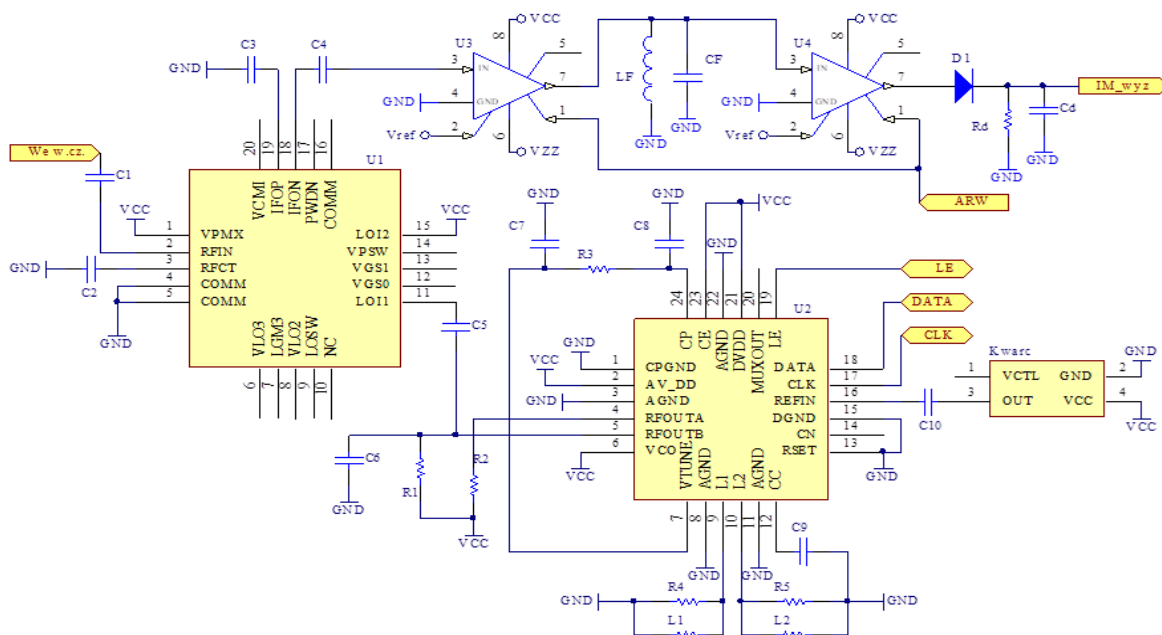 VCC
VCC
C3
C4
U3
8
5
U4
8
5
D1
GND
3
IN
7
LF
CF
3
IN
7
IM_wyz
GND
4
GND
1
GND
4
GND
1
Rd
Cd
Vref
2
6
VZZ
GND
GND
Vref
2
6
VZZ
GND
GND
We w.cz.
20
19
18
17
16
U1
C1
VCMI
IFOP
IFON
PWDN
COMM
GND
GND
ARW
VCC
1
VPMX
LOI2
15
VCC
C7
C8
VCC
2
RFIN
VPSW
14
GND
GND
3
RFCT
VGS1
13
R3
LE
C2
4
COMM
VGS0
12
5
COMM
LOI1
11
24
23
22
21
20
19
U2
DATA
GND
VLO3
LGM3
VLO2
LOSW
NC
C5
CP
CE
AGND
DVDD
MUXOUT
LE
CLK
6
7
8
9
10
GND
1
CPGND
DATA
18
Kwarc
GND
VCC
2
AV_DD
CLK
17
1
VCTL
GND
2
GND
3
AGND
REFIN
16
3
OUT
VCC
4
4
RFOUTA
DGND
15
C10
VCC
5
RFOUTB
CN
14
C6
R2
6
VCO
RSET
13
R1
VCC
VTUNE
AGND
L1
L2
AGND
CC
GND
GND
VCC
7
8
9
10
11
12
C9
GND
GND
GND
R4
R5
GND
L1
L2